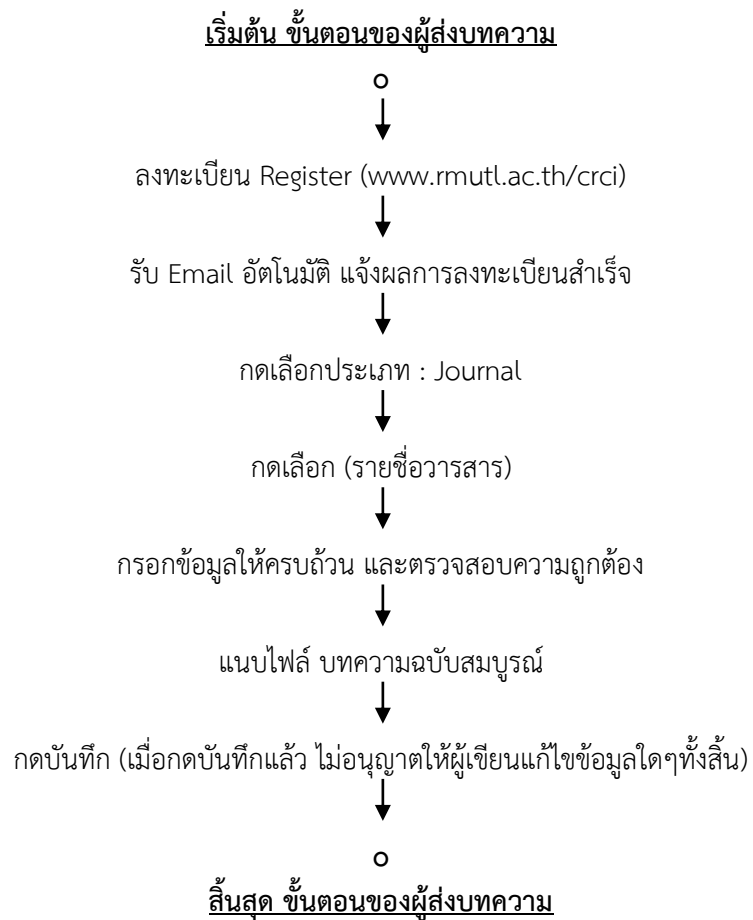 เริ่มต้น ขั้นตอนของผู้ส่งบทความ
ลงทะเบียน Register (www.rmutl.ac.th/crci)
รับ Email อัตโนมัติ แจ้งผลการลงทะเบียนสำเร็จ
กดเลือกประเภท : Journal
กดเลือก (รายชื่อวารสาร)
กรอกข้อมูลให้ครบถ้วน และตรวจสอบความถูกต้อง
แนบไฟล์ บทความฉบับสมบูรณ์
กดบันทึก (เมื่อกดบันทึกแล้ว ไม่อนุญาตให้ผู้เขียนแก้ไขข้อมูลใดๆทั้งสิ้น)
สิ้นสุด ขั้นตอนของผู้ส่งบทความ